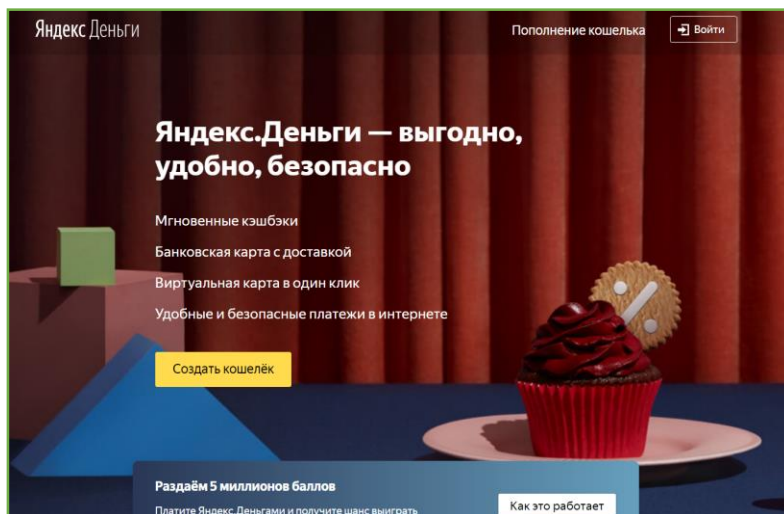 Яндекс Деньги
Пополнение кошелька
Войти
Яндекс.Деньги — выгодно,
удобно, безопасно
Мгновенные кэшбэки
Банковская карта с доставкой
Виртуальная карта в один клик
Удобные и безопасные платежи в интернете
Создать кошелёк
Раздаём 5 миллионов баллов
Платите Яндекс.Деньгами и получите шанс выиграть
Как это работает